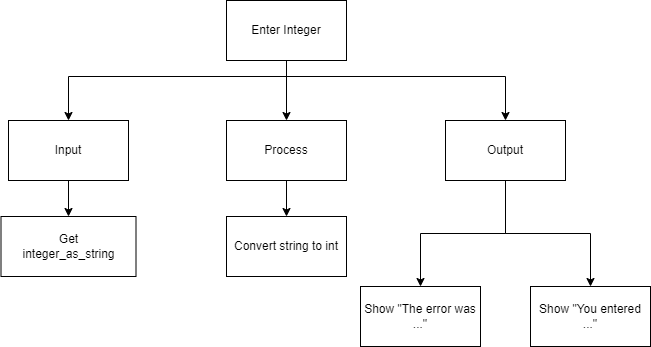 Enter Integer
Input
Process
Output
Get
integer_as_string
Convert string to int
Show "The error was
..."
Show "You entered
..."